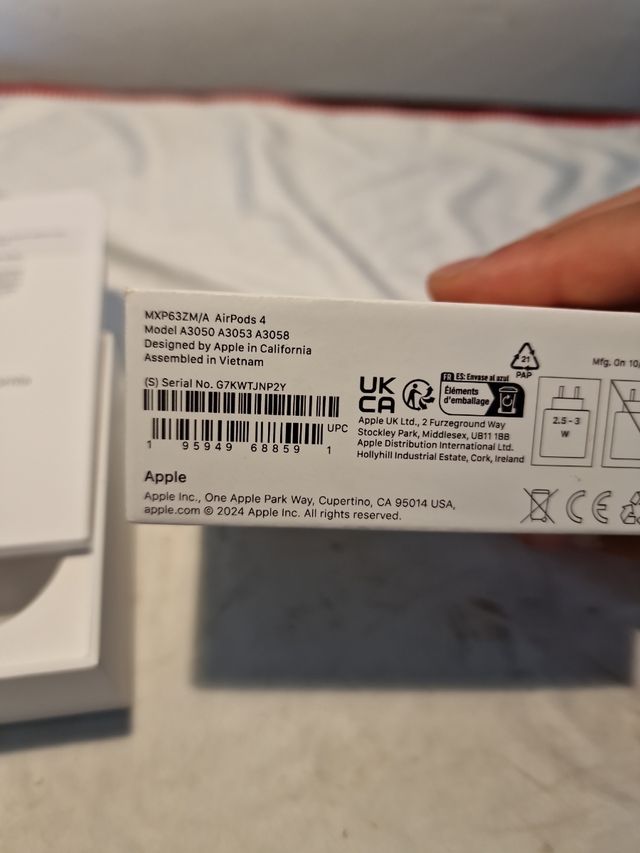 MXP63ZM/A AirPods 4
Model A3050 A3053 A3058
Designed by Apple in California
Assembled in Vietnam
(S) Serial No. G7KWTJNP2Y
UPC
1 95949 68859 1
Apple
Apple Inc., One Apple Park Way, Cupertino, CA 95014 USA,
apple.com © 2024 Apple Inc. All rights reserved.
UK
CA
FR ES: Envase al azul
Éléments
d'emballage
Apple UK Ltd., 2 Furzeground Way
Stockley Park, Middlesex, UB11 1BB
Apple Distribution International Ltd.
Hollyhill Industrial Estate, Cork, Ireland
21
PAP
Mfg. On 10/
2.5 - 3
W
CE